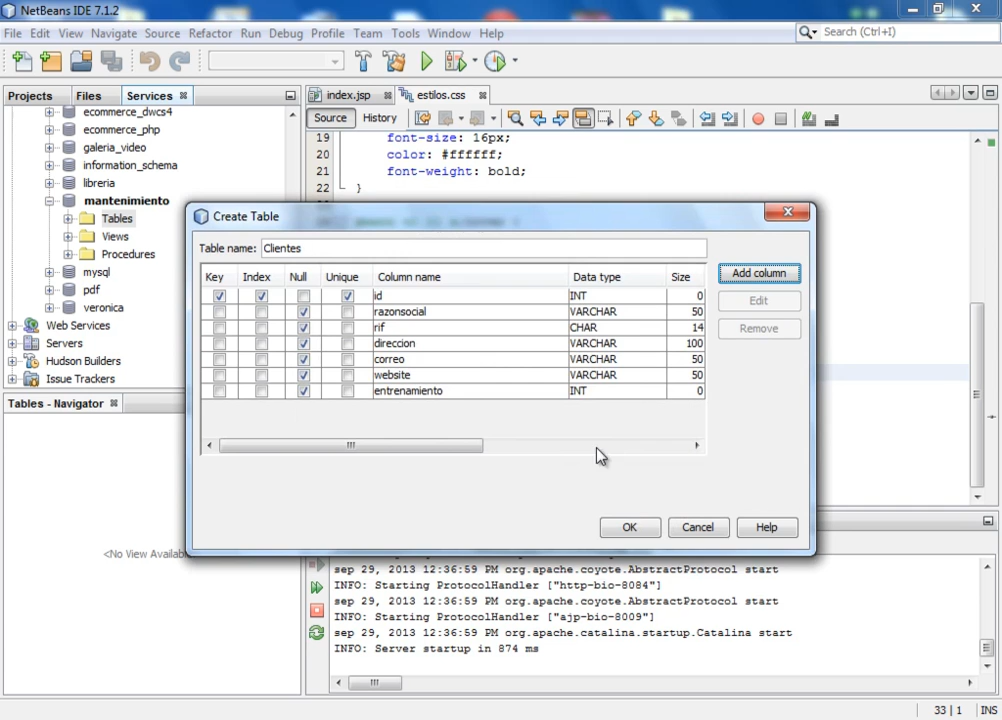 NetBeans IDE 7.1.2
File Edit View Navigate Source Refactor Run Debug Profile Team Tools Window Help
Search (Ctrl+I)
Projects Files Services
index.jsp estilos.css
Source History
ecommerce_dwcs4
ecommerce_php
galeria_video
information_schema
libreria
mantenimiento
Tables
Views
Procedures
mysql
pdf
veronica
Web Services
Servers
Hudson Builders
Issue Trackers
19 font-size: 16px;
20 color: #ffffff;
21 font-weight: bold;
22 }
Create Table
Table name: Clientes
Key Index Null Unique Column name Data type Size
id INT 0
razonsocial VARCHAR 50
rif CHAR 14
direccion VARCHAR 100
correo VARCHAR 50
website VARCHAR 50
entrenamiento INT 0
Add column
Edit
Remove
OK Cancel Help
Tables - Navigator
<No View Availab
sep 29, 2013 12:36:59 PM org.apache.coyote.AbstractProtocol start
INFO: Starting ProtocolHandler ["http-bio-8084"]
sep 29, 2013 12:36:59 PM org.apache.coyote.AbstractProtocol start
INFO: Starting ProtocolHandler ["ajp-bio-8009"]
sep 29, 2013 12:36:59 PM org.apache.catalina.startup.Catalina start
INFO: Server startup in 874 ms
33 | 1 INS